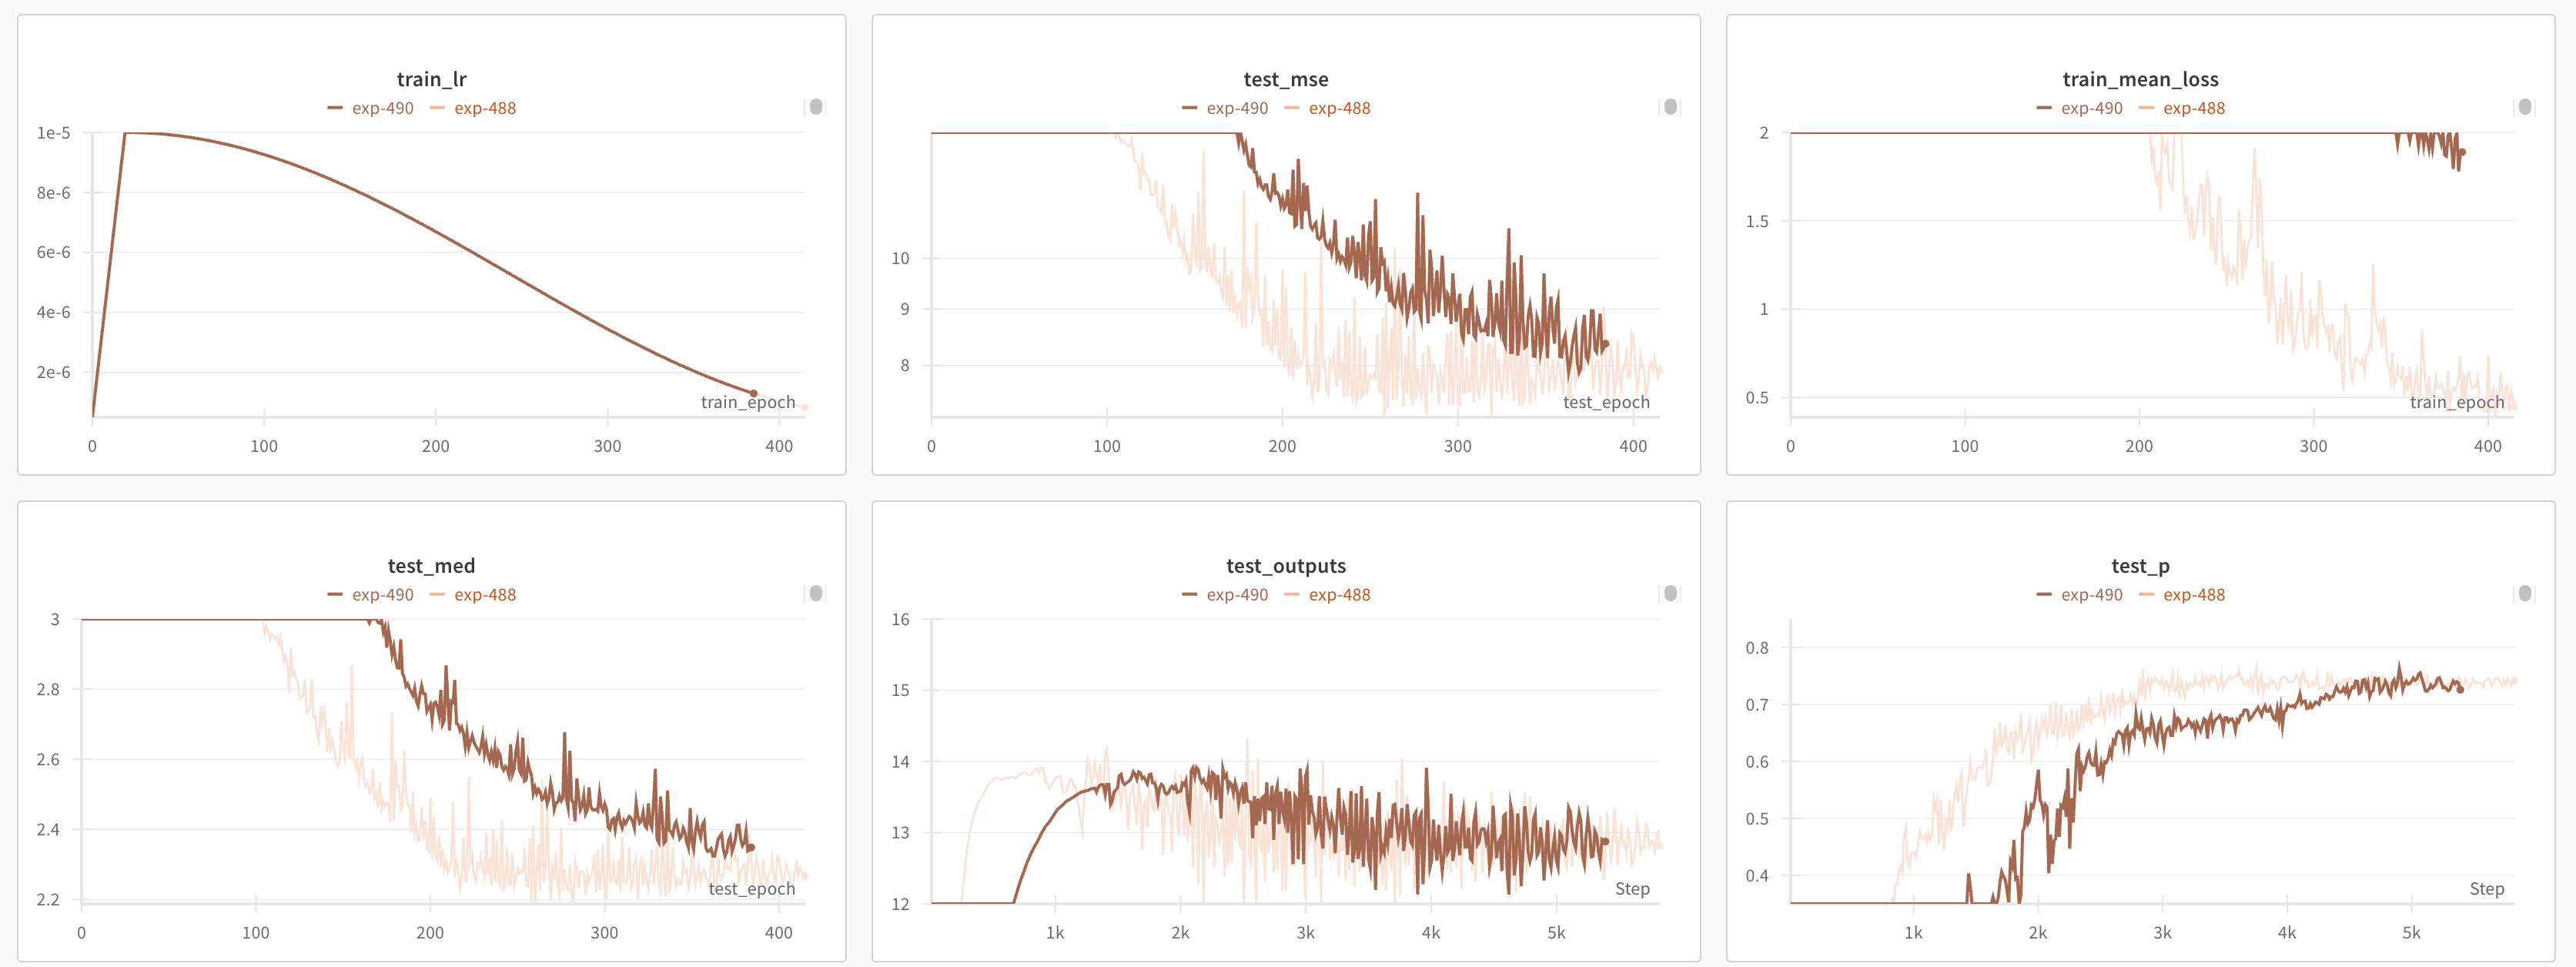 train_lr
exp-490 exp-488
1e-5
8e-6
6e-6
4e-6
2e-6
train_epoch
0 100 200 300 400
test_mse
exp-490 exp-488
10
9
8
test_epoch
0 100 200 300 400
train_mean_loss
exp-490 exp-488
2
1.5
1
0.5
train_epoch
0 100 200 300 400
test_med
exp-490 exp-488
3
2.8
2.6
2.4
2.2
test_epoch
0 100 200 300 400
test_outputs
exp-490 exp-488
16
15
14
13
12
Step
1k 2k 3k 4k 5k
test_p
exp-490 exp-488
0.8
0.7
0.6
0.5
0.4
Step
1k 2k 3k 4k 5k